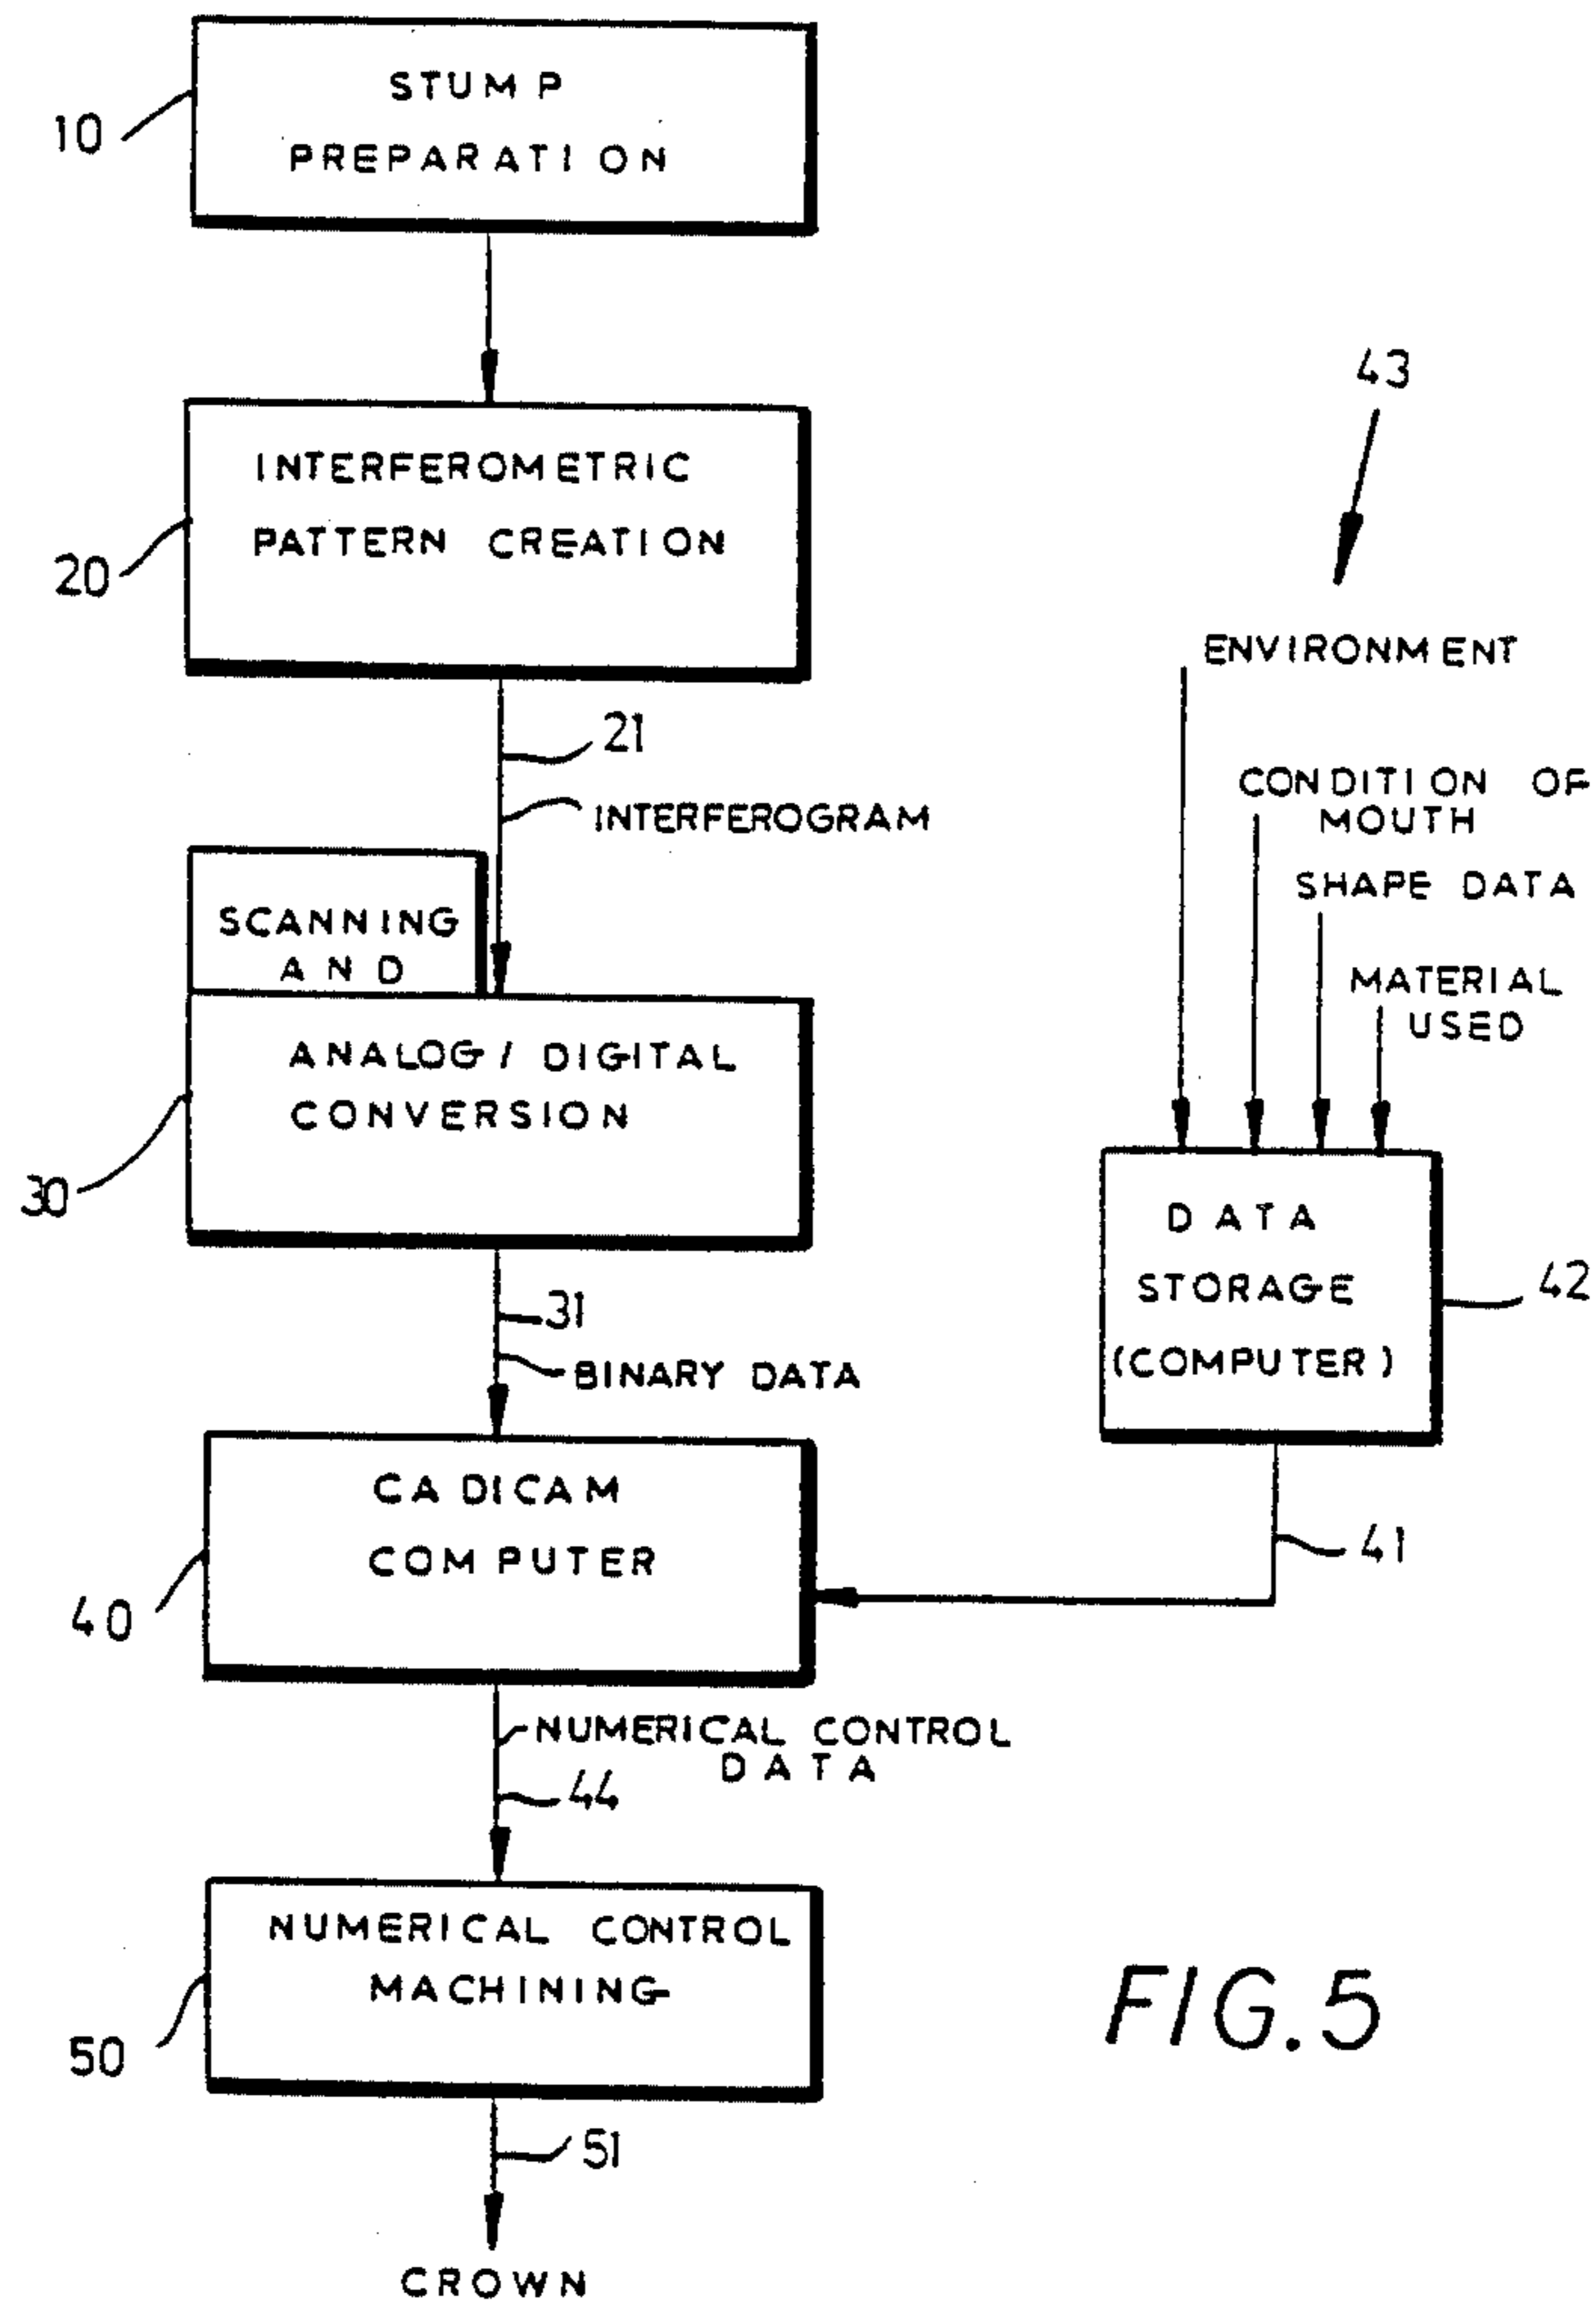 STUMP
PREPARATION
10
INTERFEROMETRIC
PATTERN CREATION
20
21
INTERFEROGRAM
SCANNING
AND
ANALOG / DIGITAL
CONVERSION
30
31
BINARY DATA
43
ENVIRONMENT
CONDITION OF
MOUTH
SHAPE DATA
MATERIAL
USED
DATA
STORAGE
(COMPUTER)
42
41
CADICAM
COMPUTER
40
NUMERICAL CONTROL
DATA
44
NUMERICAL CONTROL
MACHINING
50
51
CROWN
FIG. 5